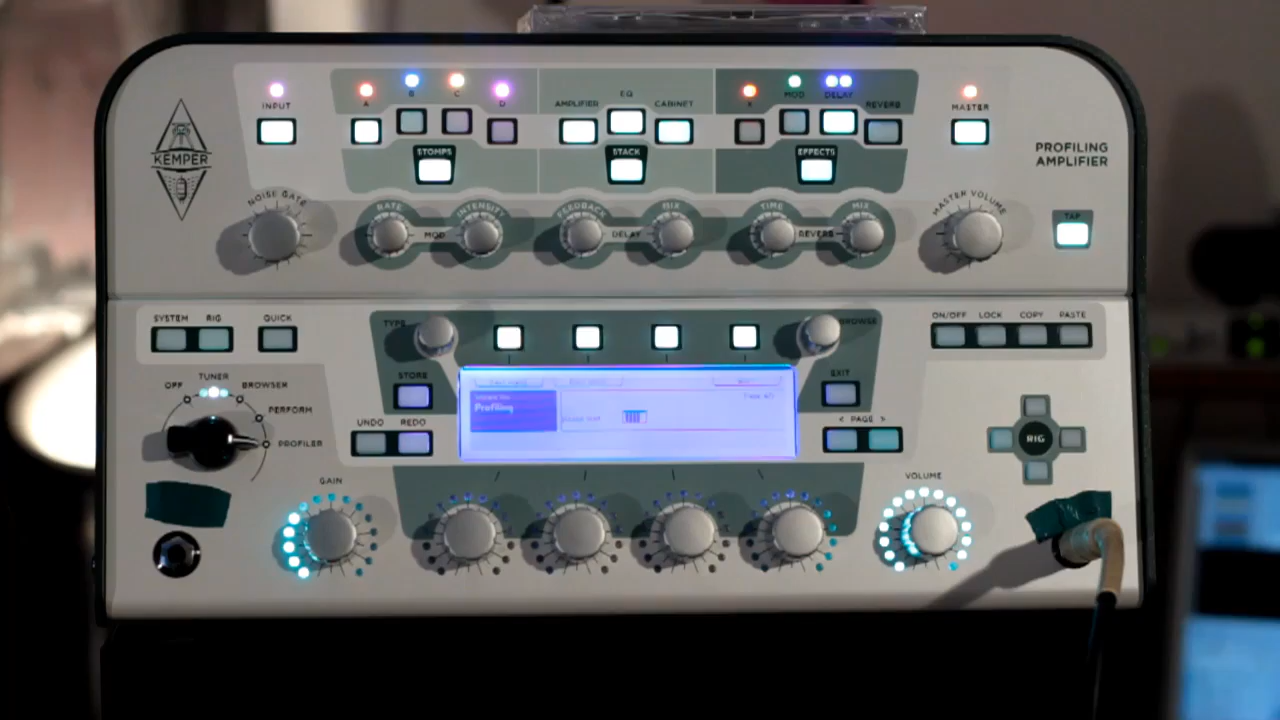 INPUT
A
B
C
D
AMPLIFIER
EQ
CABINET
MOD
DELAY
REVERB
MASTER
KEMPER
STOMPS
STACK
EFFECTS
PROFILING
AMPLIFIER
NOISE GATE
RATE
INTENSITY
FEEDBACK
MIX
TIME
MIX
MASTER VOLUME
TAP
MOD
DELAY
REVERB
SYSTEM
RIG
QUICK
TYPE
BROWSE
ON/OFF
LOCK
COPY
PASTE
OFF
TUNER
BROWSER
PERFORM
PROFILER
STORE
EXIT
UNDO
REDO
Profiling
< PAGE >
RIG
GAIN
VOLUME